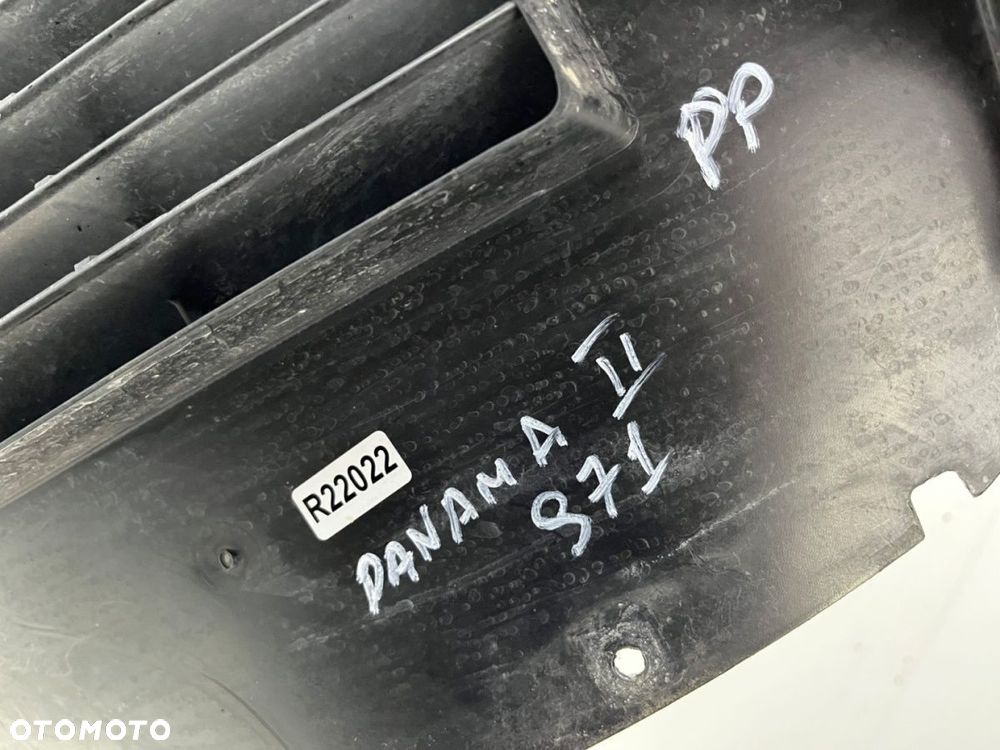 PP
PANAMA II
971
R22022
OTOMOTO